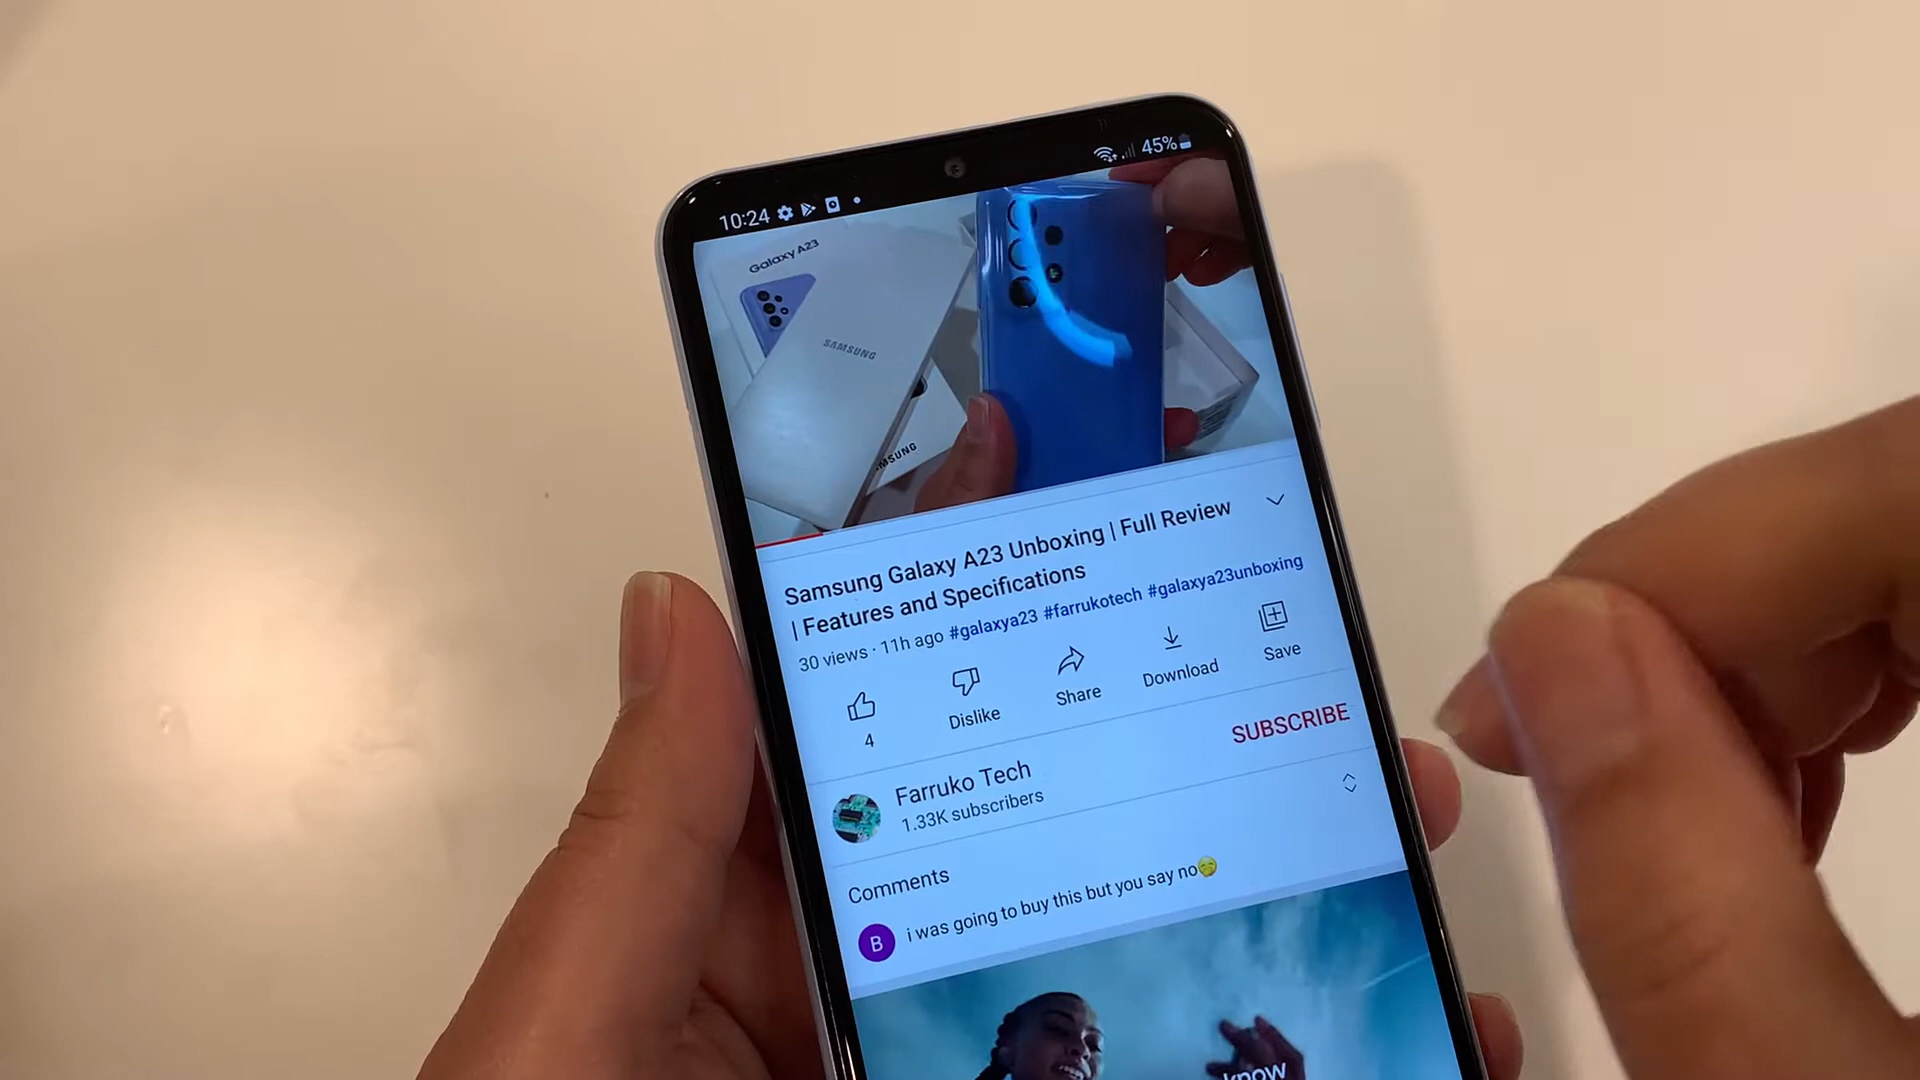 10:24 45%
Galaxy A23
SAMSUNG
MSUNG
Samsung Galaxy A23 Unboxing | Full Review
| Features and Specifications
30 views · 11h ago #galaxya23 #farrukotech #galaxya23unboxing
4 Dislike Share Download Save
Farruko Tech SUBSCRIBE
1.33K subscribers
Comments
B i was going to buy this but you say no🤭
know